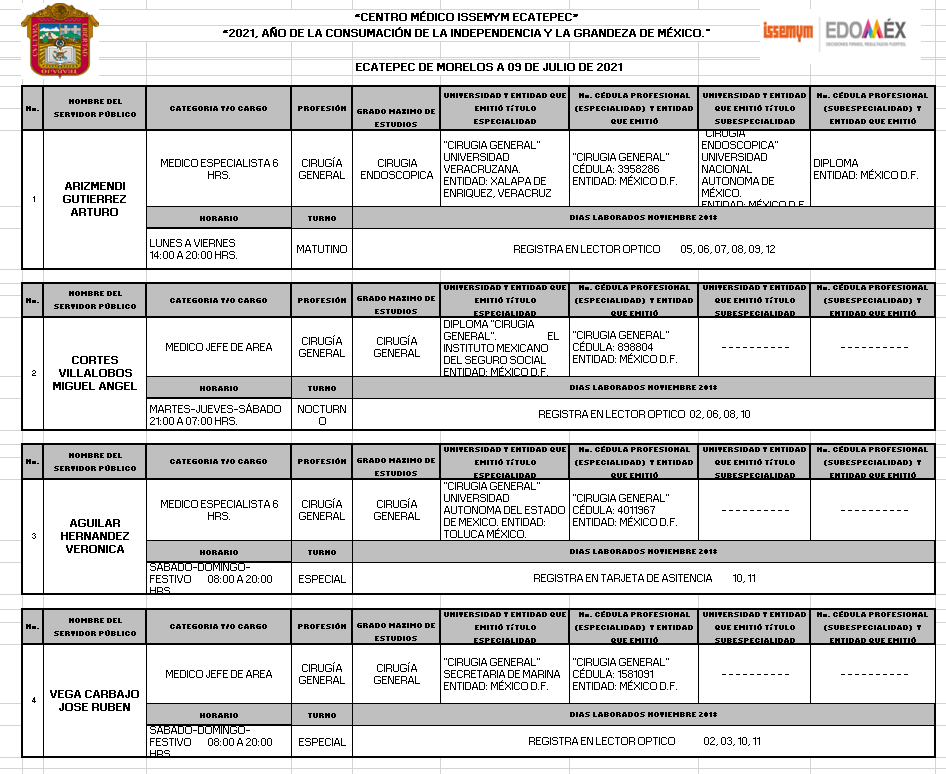 "CENTRO MÉDICO ISSEMYM ECATEPEC"
"2021, AÑO DE LA CONSUMACIÓN DE LA INDEPENDENCIA Y LA GRANDEZA DE MÉXICO."
issemym EDOMÉX
DECISIONES FIRMES, RESULTADOS FUERTES.
ECATEPEC DE MORELOS A 09 DE JULIO DE 2021
No. NOMBRE DEL SERVIDOR PÚBLICO CATEGORIA Y/O CARGO PROFESIÓN GRADO MAXIMO DE ESTUDIOS UNIVERSIDAD Y ENTIDAD QUE EMITIÓ TÍTULO ESPECIALIDAD No. CÉDULA PROFESIONAL (ESPECIALIDAD) Y ENTIDAD QUE EMITIÓ UNIVERSIDAD Y ENTIDAD QUE EMITIÓ TÍTULO SUBESPECIALIDAD No. CÉDULA PROFESIONAL (SUBESPECIALIDAD) Y ENTIDAD QUE EMITIÓ
1
ARIZMENDI
GUTIERREZ
ARTURO
MEDICO ESPECIALISTA 6
HRS.
CIRUGÍA
GENERAL
CIRUGIA
ENDOSCOPICA
"CIRUGIA GENERAL"
UNIVERSIDAD
VERACRUZANA.
ENTIDAD: XALAPA DE
ENRIQUEZ, VERACRUZ
"CIRUGIA GENERAL"
CÉDULA: 3958286
ENTIDAD: MÉXICO D.F.
"CIRUGIA
ENDOSCOPICA"
UNIVERSIDAD
NACIONAL
AUTONOMA DE
MÉXICO.
ENTIDAD: MÉXICO D.F.
DIPLOMA
ENTIDAD: MÉXICO D.F.
HORARIO TURNO DIAS LABORADOS NOVIEMBRE 2018
LUNES A VIERNES
14:00 A 20:00 HRS.
MATUTINO
REGISTRA EN LECTOR OPTICO 05, 06, 07, 08, 09, 12
No. NOMBRE DEL SERVIDOR PÚBLICO CATEGORIA Y/O CARGO PROFESIÓN GRADO MAXIMO DE ESTUDIOS UNIVERSIDAD Y ENTIDAD QUE EMITIÓ TÍTULO ESPECIALIDAD No. CÉDULA PROFESIONAL (ESPECIALIDAD) Y ENTIDAD QUE EMITIÓ UNIVERSIDAD Y ENTIDAD QUE EMITIÓ TÍTULO SUBESPECIALIDAD No. CÉDULA PROFESIONAL (SUBESPECIALIDAD) Y ENTIDAD QUE EMITIÓ
2
CORTES
VILLALOBOS
MIGUEL ANGEL
MEDICO JEFE DE AREA
CIRUGÍA
GENERAL
CIRUGÍA
GENERAL
DIPLOMA "CIRUGIA
GENERAL". EL
INSTITUTO MEXICANO
DEL SEGURO SOCIAL
ENTIDAD: MÉXICO D.F.
"CIRUGIA GENERAL"
CÉDULA: 898804
ENTIDAD: MÉXICO D.F.
----------
----------
HORARIO TURNO DIAS LABORADOS NOVIEMBRE 2018
MARTES-JUEVES-SÁBADO
21:00 A 07:00 HRS.
NOCTURN
O
REGISTRA EN LECTOR OPTICO 02, 06, 08, 10
No. NOMBRE DEL SERVIDOR PÚBLICO CATEGORIA Y/O CARGO PROFESIÓN GRADO MAXIMO DE ESTUDIOS UNIVERSIDAD Y ENTIDAD QUE EMITIÓ TÍTULO ESPECIALIDAD No. CÉDULA PROFESIONAL (ESPECIALIDAD) Y ENTIDAD QUE EMITIÓ UNIVERSIDAD Y ENTIDAD QUE EMITIÓ TÍTULO SUBESPECIALIDAD No. CÉDULA PROFESIONAL (SUBESPECIALIDAD) Y ENTIDAD QUE EMITIÓ
3
AGUILAR
HERNANDEZ
VERONICA
MEDICO ESPECIALISTA 6
HRS.
CIRUGÍA
GENERAL
CIRUGÍA
GENERAL
"CIRUGIA GENERAL"
UNIVERSIDAD
AUTONOMA DEL ESTADO
DE MEXICO. ENTIDAD:
TOLUCA MÉXICO.
"CIRUGIA GENERAL"
CÉDULA: 4011967
ENTIDAD: MÉXICO D.F.
----------
----------
HORARIO TURNO DIAS LABORADOS NOVIEMBRE 2018
SABADO-DOMINGO-
FESTIVO 08:00 A 20:00
HRS
ESPECIAL
REGISTRA EN TARJETA DE ASITENCIA 10, 11
No. NOMBRE DEL SERVIDOR PÚBLICO CATEGORIA Y/O CARGO PROFESIÓN GRADO MAXIMO DE ESTUDIOS UNIVERSIDAD Y ENTIDAD QUE EMITIÓ TÍTULO ESPECIALIDAD No. CÉDULA PROFESIONAL (ESPECIALIDAD) Y ENTIDAD QUE EMITIÓ UNIVERSIDAD Y ENTIDAD QUE EMITIÓ TÍTULO SUBESPECIALIDAD No. CÉDULA PROFESIONAL (SUBESPECIALIDAD) Y ENTIDAD QUE EMITIÓ
4
VEGA CARBAJO
JOSE RUBEN
MEDICO JEFE DE AREA
CIRUGÍA
GENERAL
CIRUGÍA
GENERAL
"CIRUGIA GENERAL"
SECRETARIA DE MARINA
ENTIDAD: MÉXICO D.F.
"CIRUGIA GENERAL"
CÉDULA: 1581091
ENTIDAD: MÉXICO D.F.
----------
----------
HORARIO TURNO DIAS LABORADOS NOVIEMBRE 2018
SABADO-DOMINGO-
FESTIVO 08:00 A 20:00
HRS
ESPECIAL
REGISTRA EN LECTOR OPTICO 02, 03, 10, 11